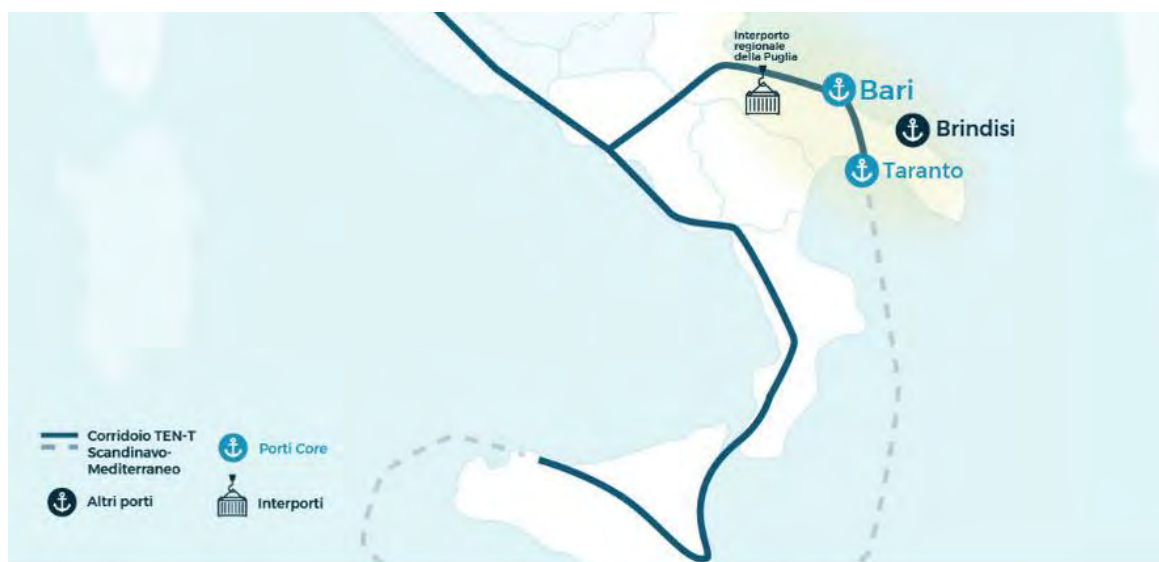 Interporto
regionale
della Puglia
Bari
Brindisi
Taranto
Corridoio TEN-T
Scandinavo-
Mediterraneo
Porti Core
Altri porti
Interporti